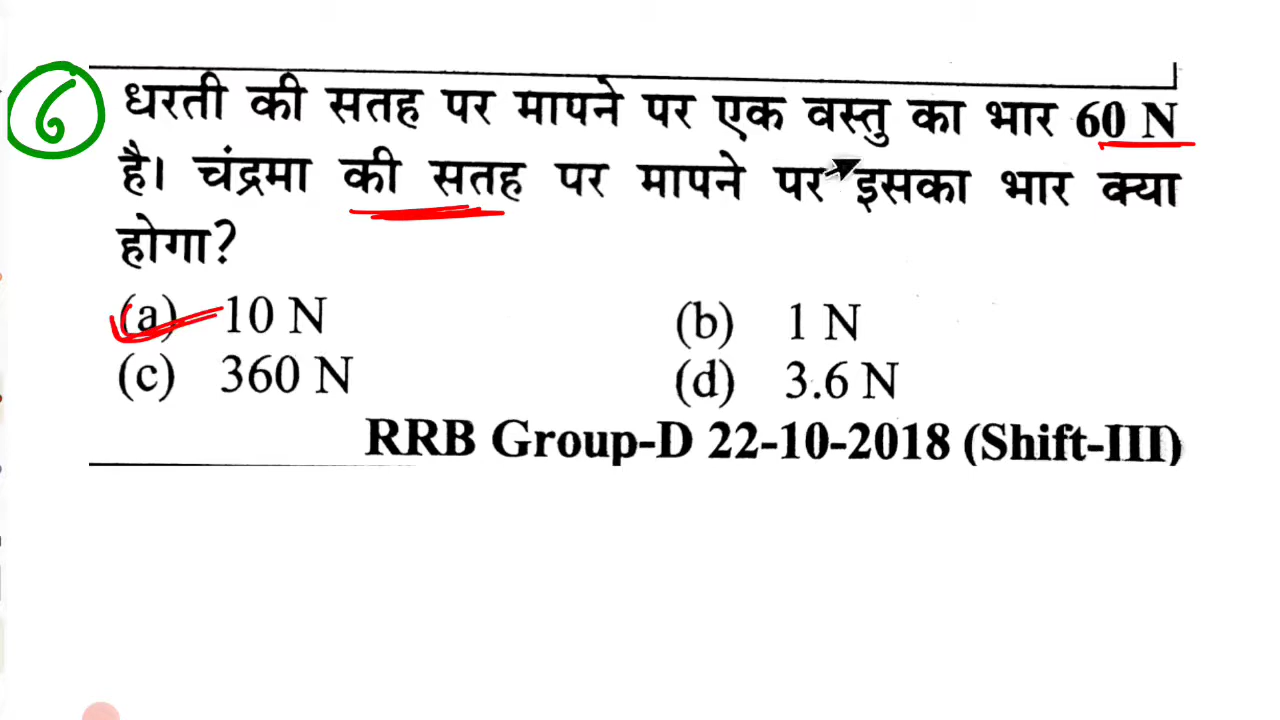 6
धरती की सतह पर मापने पर एक वस्तु का भार 60 N
है। चंद्रमा की सतह पर मापने पर इसका भार क्या
होगा?
(a) 10 N (b) 1 N
(c) 360 N (d) 3.6 N
RRB Group-D 22-10-2018 (Shift-III)